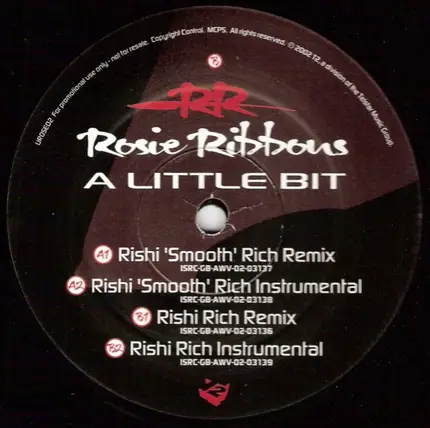 UROSE02 For promotional use only - not for resale. Copyright Control. MCPS. All rights reserved. ℗2002 T2, a division of the Telstar Music Group.
B
RR
Rosie Ribbons
A LITTLE BIT
A1 Rishi 'Smooth' Rich Remix
ISRC-GB-AWV-02-03137
A2 Rishi 'Smooth' Rich Instrumental
ISRC-GB-AWV-02-03138
B1 Rishi Rich Remix
ISRC-GB-AWV-02-03136
B2 Rishi Rich Instrumental
ISRC-GB-AWV-02-03139